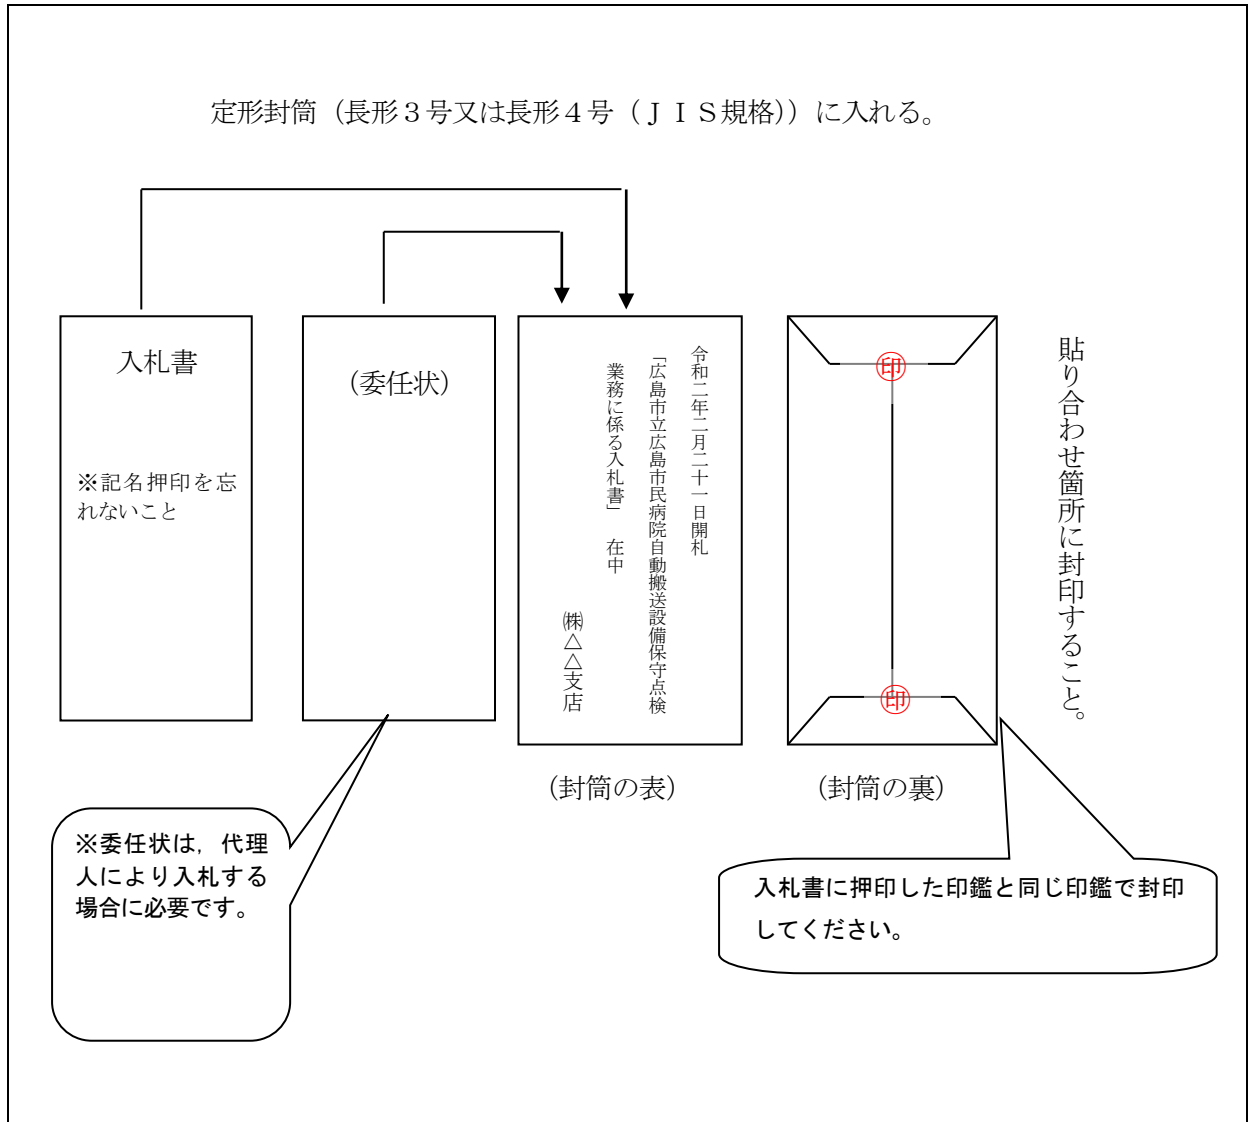 定形封筒（長形３号又は長形４号（ＪＩＳ規格））に入れる。
入札書
※記名押印を忘
れないこと
（委任状）
令和二年二月二十一日開札
「広島市立広島市民病院自動搬送設備保守点検
業務に係る入札書」　在中
㈱△△支店
印
印
貼り合わせ箇所に封印すること。
（封筒の表）
（封筒の裏）
※委任状は，代理
人により入札する
場合に必要です。
入札書に押印した印鑑と同じ印鑑で封印
してください。